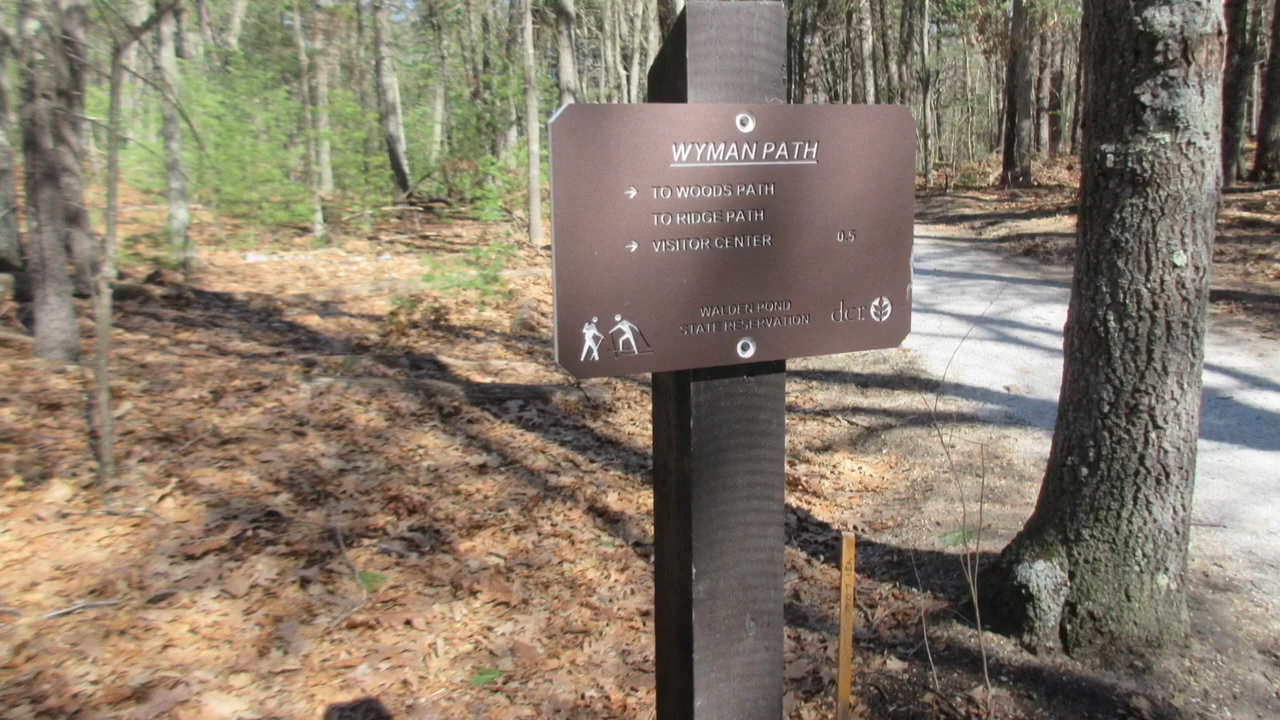 WYMAN PATH
→ TO WOODS PATH
TO RIDGE PATH
→ VISITOR CENTER 0.5
WALDEN POND
STATE RESERVATION
dcr